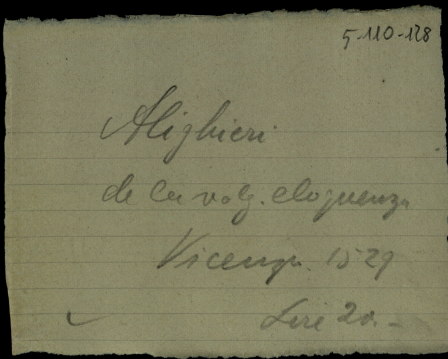 5-110-128
Alighieri
de la volg. eloquenza
Vicenza. 1529
Lire 20.-